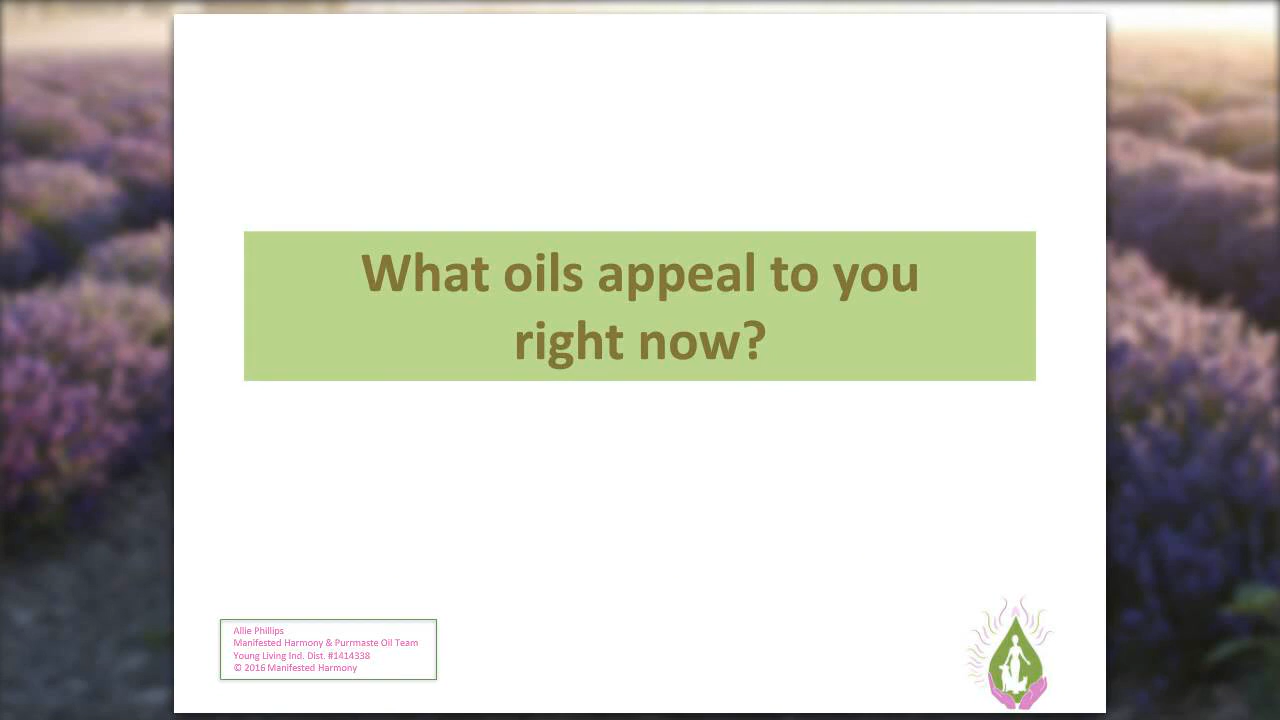 What oils appeal to you
right now?
Allie Phillips
Manifested Harmony & Purrmaste Oil Team
Young Living Ind. Dist. #1414338
© 2016 Manifested Harmony